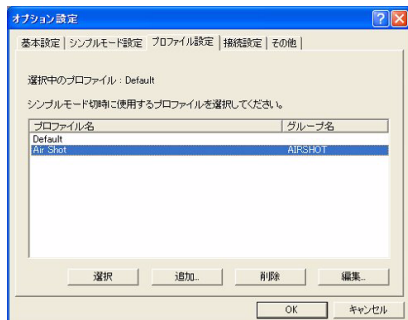 オプション設定
基本設定 シンプルモード設定 プロファイル設定 接続設定 その他
選択中のプロファイル : Default
シンプルモード切時に使用するプロファイルを選択してください。
プロファイル名 グループ名
Default
Air Shot AIRSHOT
選択 追加... 削除 編集...
OK キャンセル